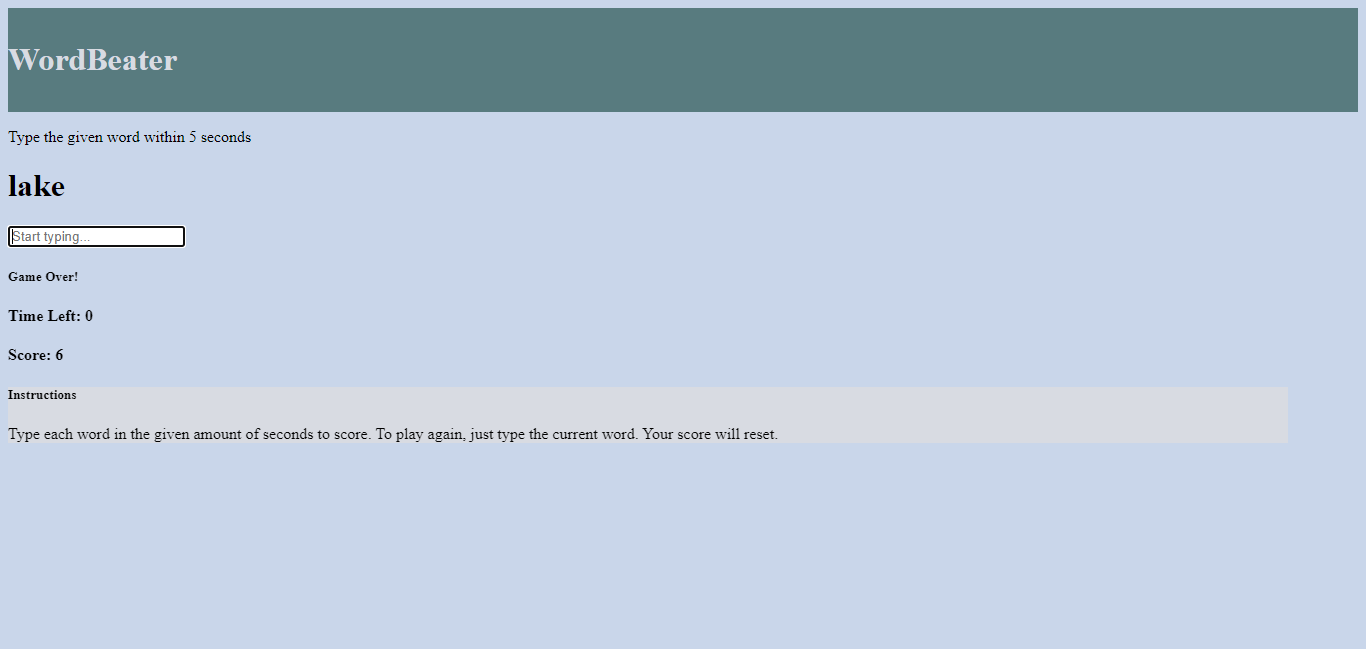 WordBeater
Type the given word within 5 seconds
lake
Start typing...
Game Over!
Time Left: 0
Score: 6
Instructions
Type each word in the given amount of seconds to score. To play again, just type the current word. Your score will reset.